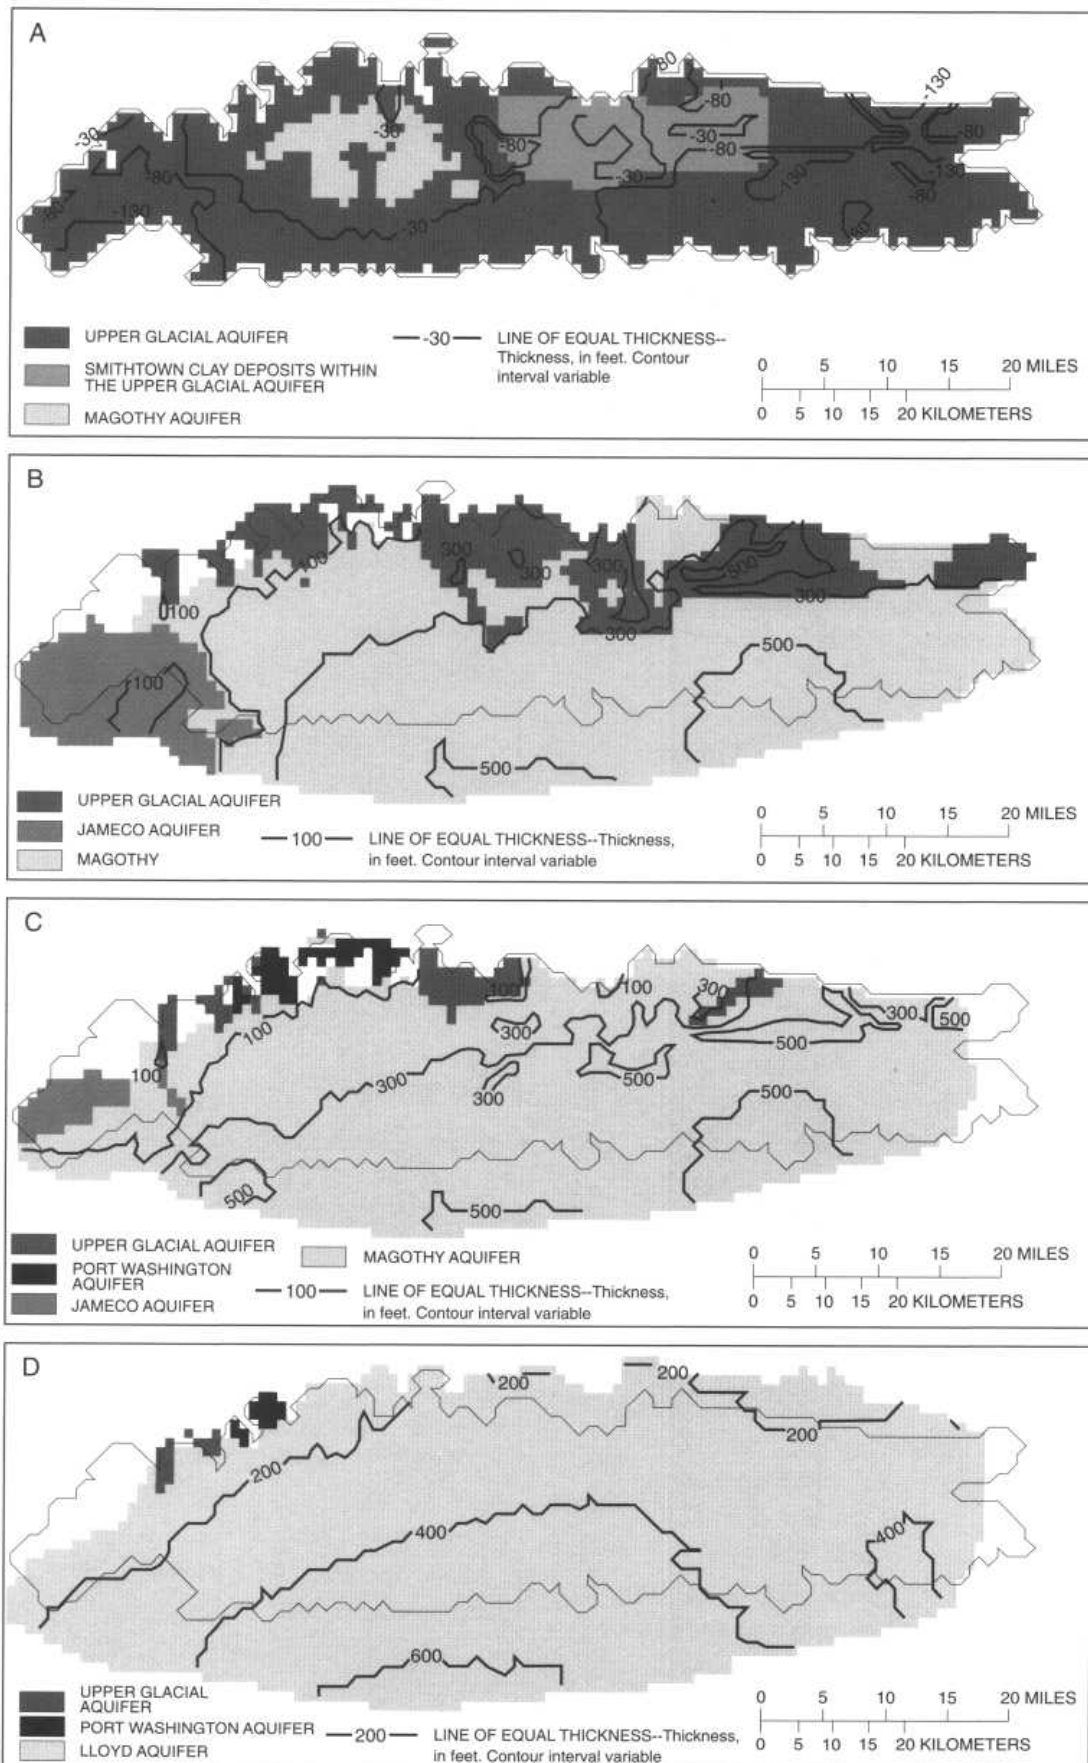 A
80
-130
-30
-30
-80
-80
-30
-80
-80
-80
-30
-130
-130
-80
-80
-130
-30
80
UPPER GLACIAL AQUIFER
SMITHTOWN CLAY DEPOSITS WITHIN
THE UPPER GLACIAL AQUIFER
MAGOTHY AQUIFER
-30
LINE OF EQUAL THICKNESS--
Thickness, in feet. Contour
interval variable
0 5 10 15 20 MILES
0 5 10 15 20 KILOMETERS
B
100
300
300
300
500
300
100
300
500
100
500
UPPER GLACIAL AQUIFER
JAMECO AQUIFER
MAGOTHY
100
LINE OF EQUAL THICKNESS--Thickness,
in feet. Contour interval variable
0 5 10 15 20 MILES
0 5 10 15 20 KILOMETERS
C
100
100
300
300
500
100
300
500
100
300
500
300
500
500
500
UPPER GLACIAL AQUIFER
PORT WASHINGTON
AQUIFER
JAMECO AQUIFER
MAGOTHY AQUIFER
100
LINE OF EQUAL THICKNESS--Thickness,
in feet. Contour interval variable
0 5 10 15 20 MILES
0 5 10 15 20 KILOMETERS
D
200
200
200
200
400
400
600
UPPER GLACIAL
AQUIFER
PORT WASHINGTON AQUIFER
LLOYD AQUIFER
200
LINE OF EQUAL THICKNESS--Thickness,
in feet. Contour interval variable
0 5 10 15 20 MILES
0 5 10 15 20 KILOMETERS